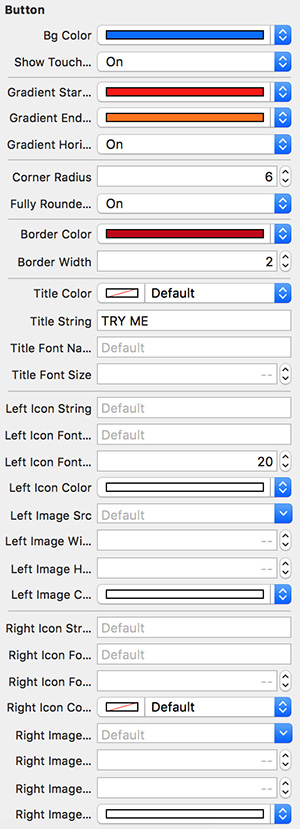 Button
Bg Color
Show Touch... On
Gradient Star...
Gradient End...
Gradient Hori... On
Corner Radius 6
Fully Rounde... On
Border Color
Border Width 2
Title Color Default
Title String TRY ME
Title Font Na... Default
Title Font Size --
Left Icon String Default
Left Icon Font... Default
Left Icon Font... 20
Left Icon Color
Left Image Src Default
Left Image Wi... --
Left Image H... --
Left Image C...
Right Icon Str... Default
Right Icon Fo... Default
Right Icon Fo... --
Right Icon Co... Default
Right Image... Default
Right Image... --
Right Image... --
Right Image...